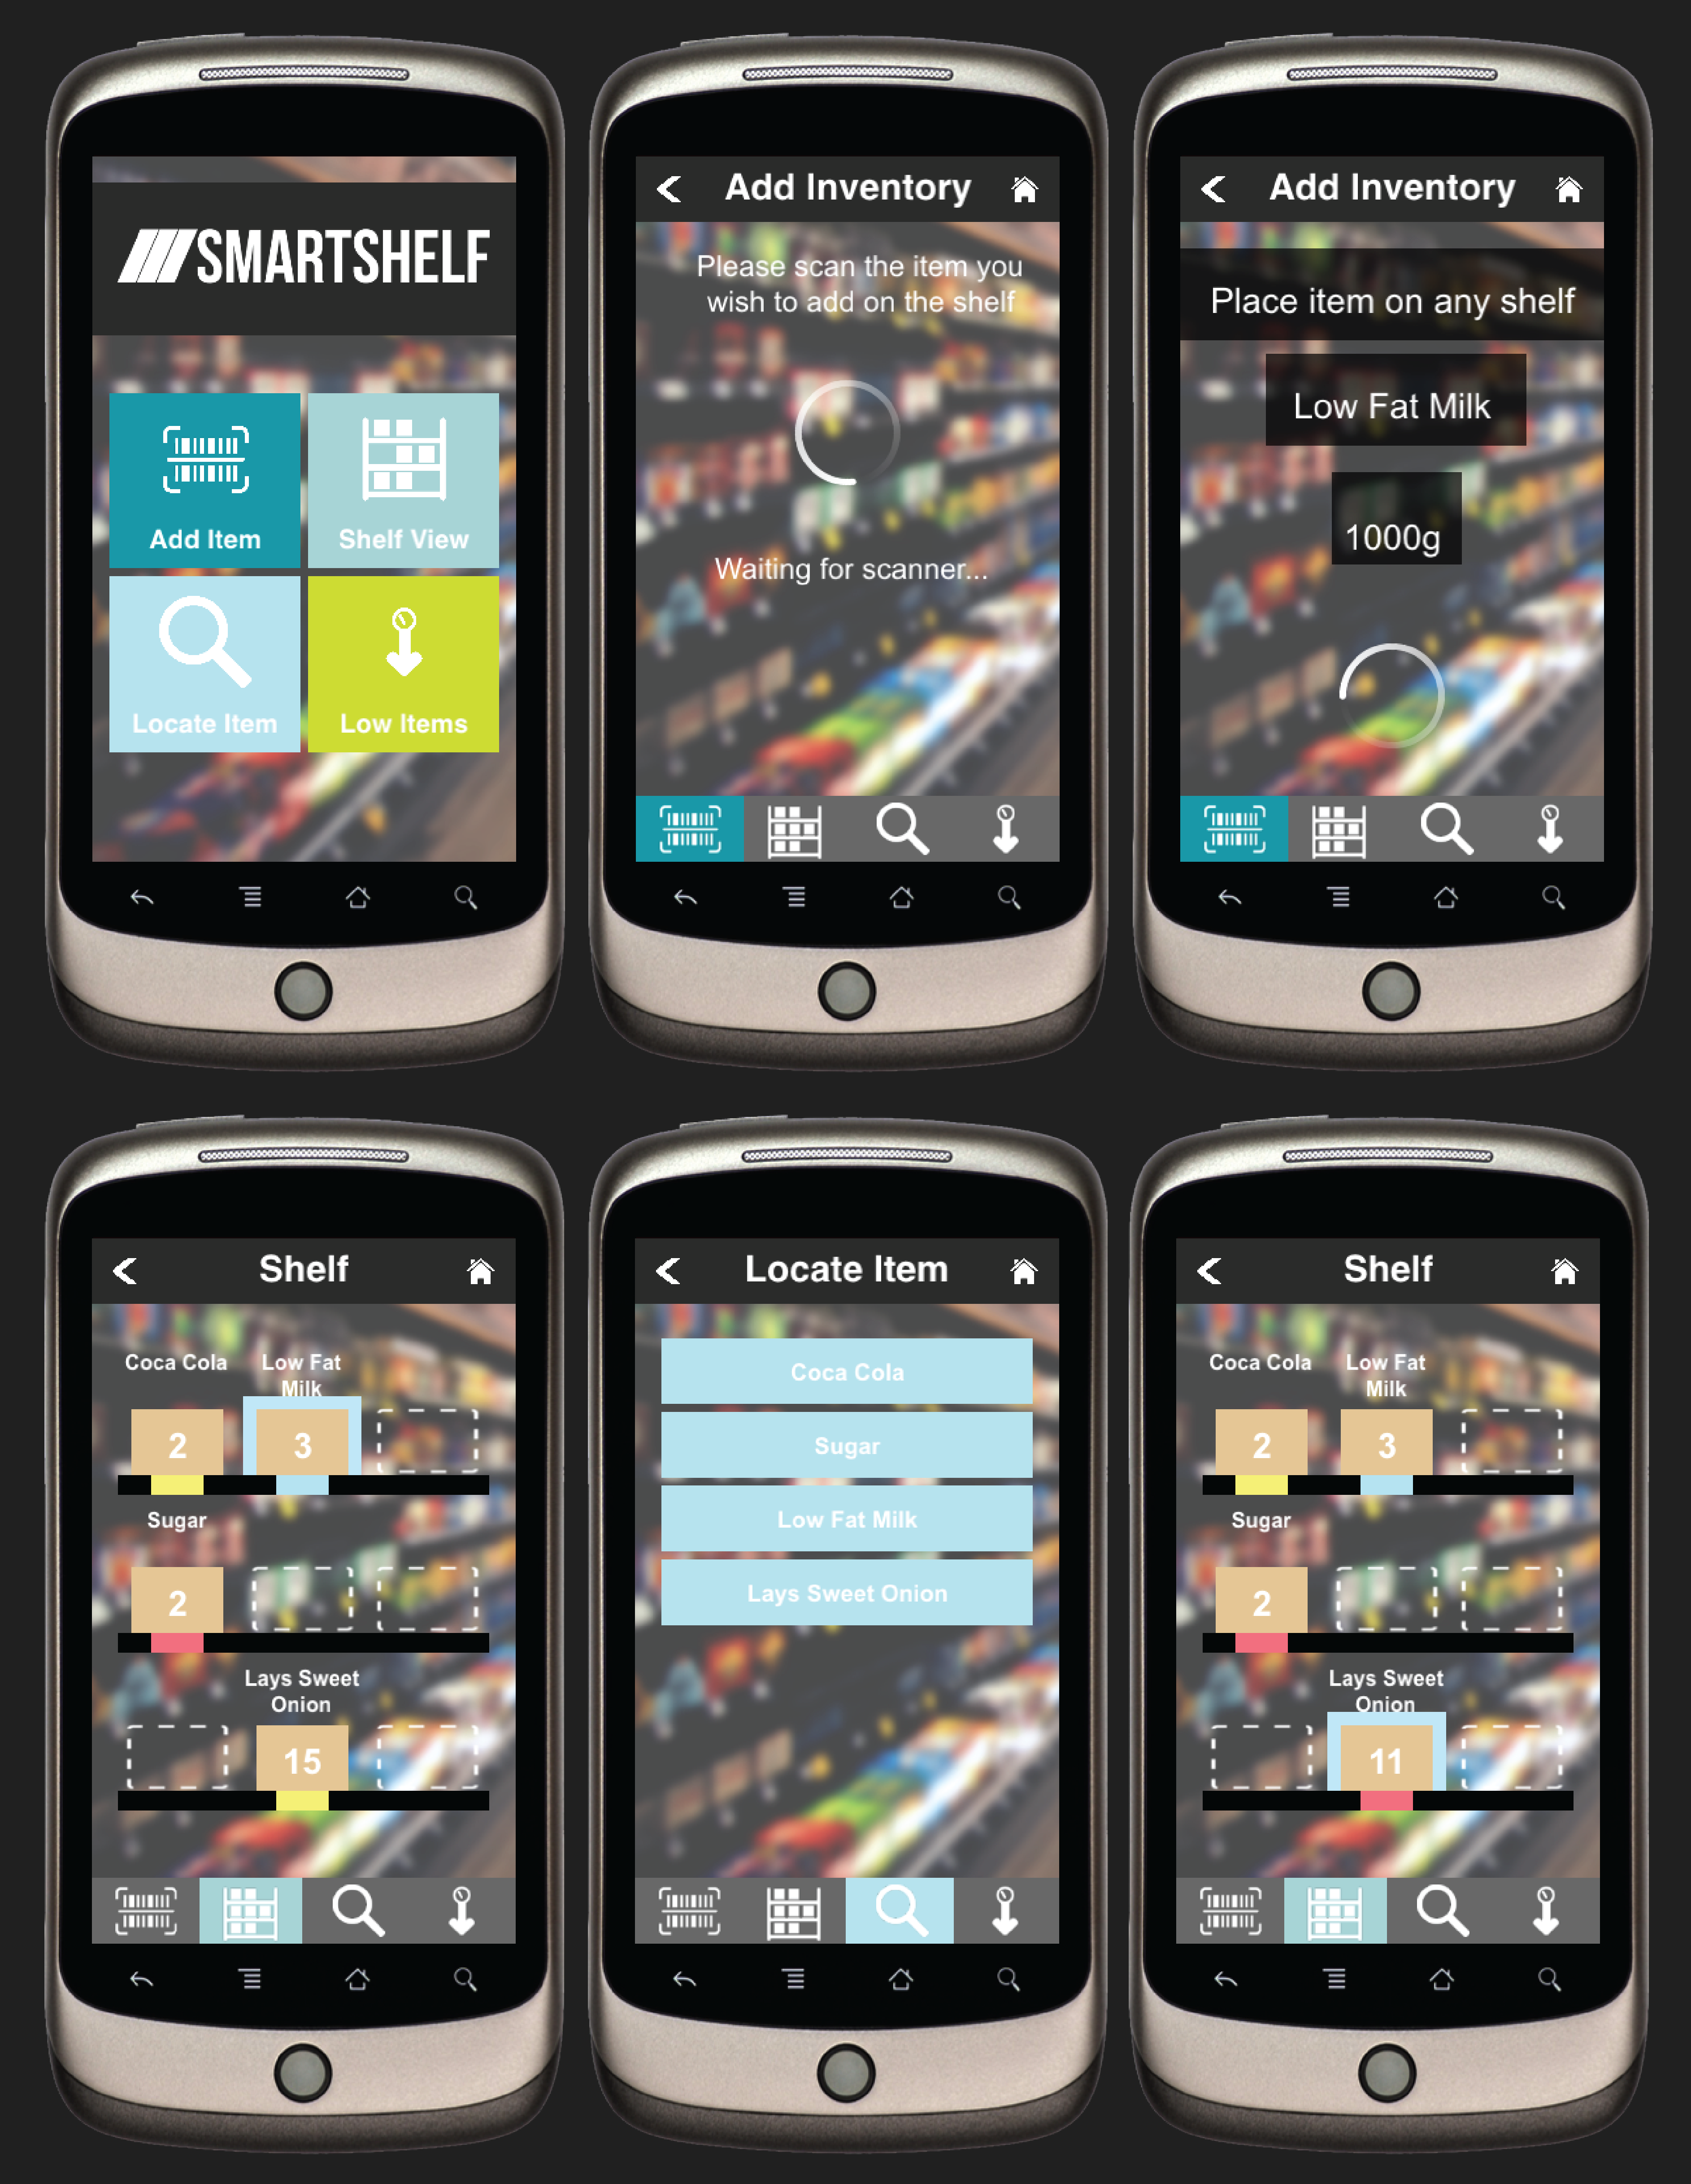 SMARTSHELF
Add Item
Shelf View
Locate Item
Low Items
Add Inventory
Please scan the item you
wish to add on the shelf
Waiting for scanner...
Add Inventory
Place item on any shelf
Low Fat Milk
1000g
Shelf
Coca Cola
Low Fat
Milk
2
3
Sugar
2
Lays Sweet
Onion
15
Locate Item
Coca Cola
Sugar
Low Fat Milk
Lays Sweet Onion
Shelf
Coca Cola
Low Fat
Milk
2
3
Sugar
2
Lays Sweet
Onion
11